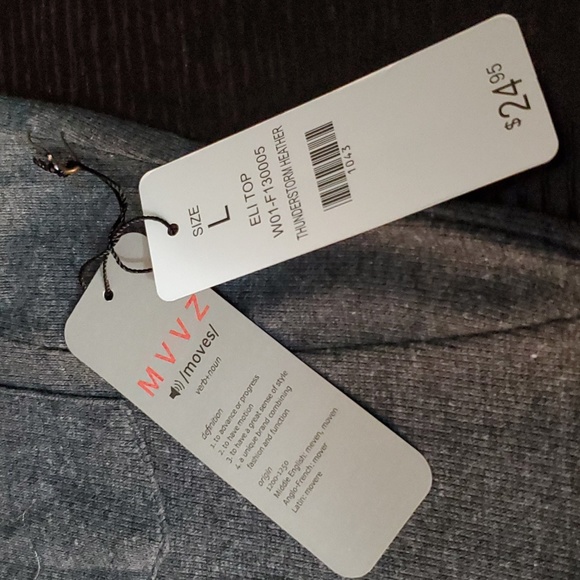 SIZE
L
ELI TOP
W01-F130005
THUNDERSTORM HEATHER
1043
$24.95
MVVZ
/moves/
verb+noun
definition
1. to advance or progress
2. to have motion
3. to have a great sense of style
4. a unique brand combining
fashion and function
origin
1200-1250
Middle English: moven, moven
Anglo-French: mover
Latin: movere